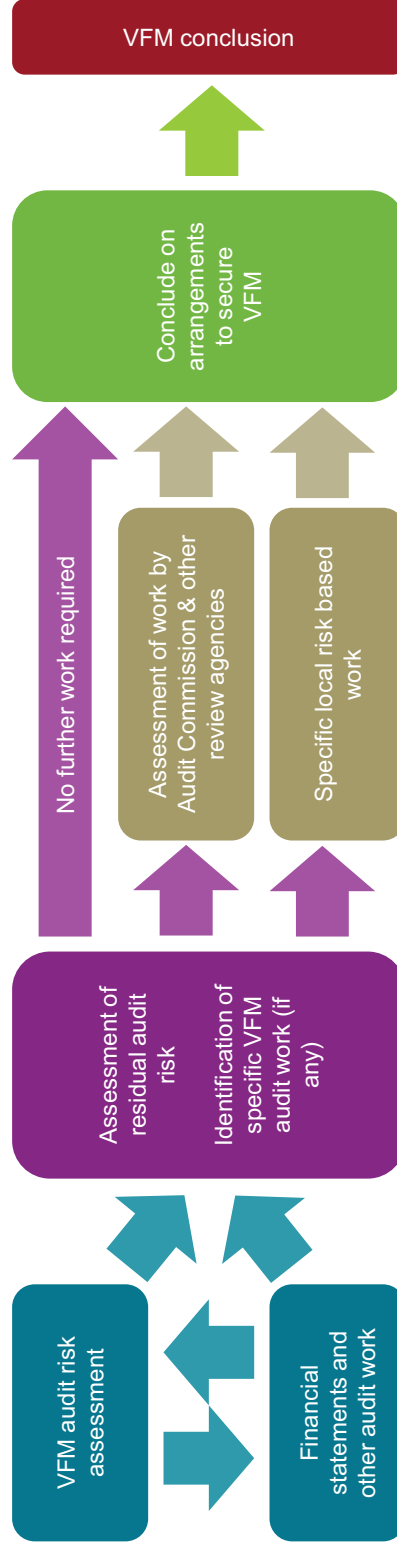 VFM audit risk
assessment
Financial
statements and
other audit work
Assessment of
residual audit
risk
Identification of
specific VFM
audit work (if
any)
No further work required
Assessment of work by
Audit Commission & other
review agencies
Specific local risk based
work
Conclude on
arrangements
to secure
VFM
VFM conclusion